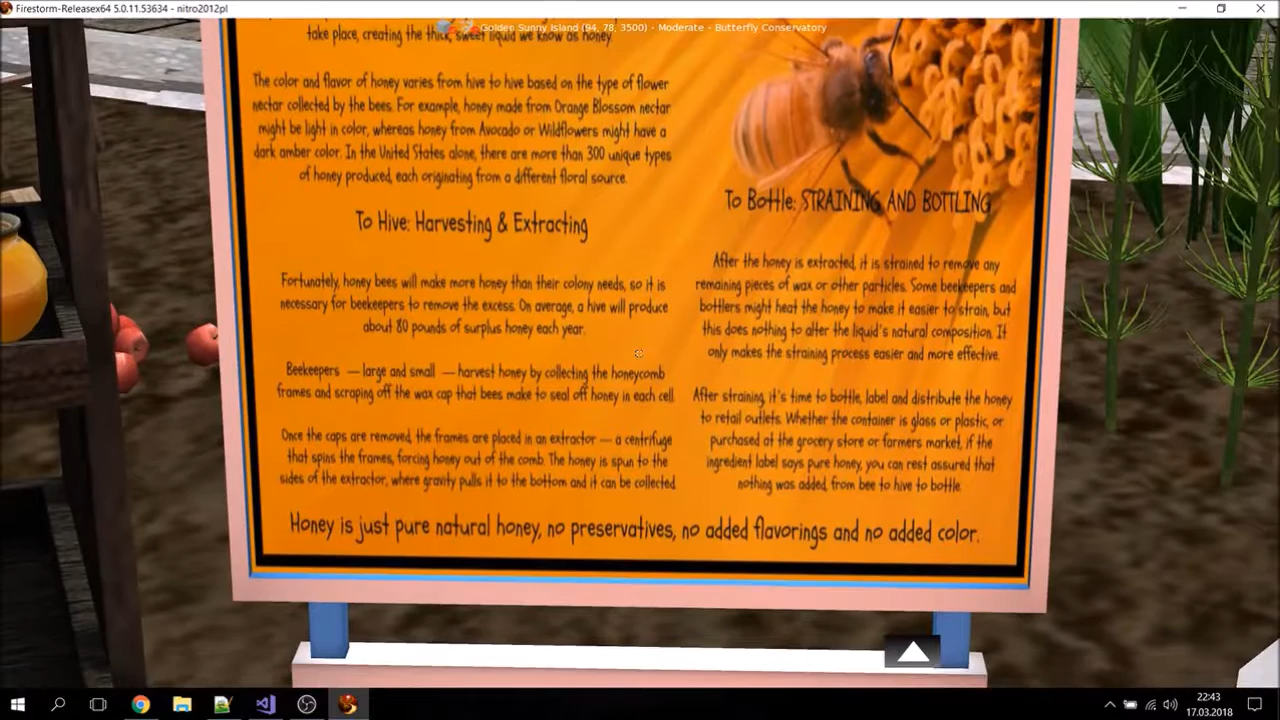 Firestorm-Releasex64 5.0.11.53634 - nitro2012pl
Golden Sunny Island (94, 78, 3500) - Moderate - Butterfly Conservatory
take place, creating the thick, sweet liquid we know as honey.
The color and flavor of honey varies from hive to hive based on the type of flower
nectar collected by the bees. For example, honey made from Orange Blossom nectar
might be light in color, whereas honey from Avocado or Wildflowers might have a
dark amber color. In the United States alone, there are more than 300 unique types
of honey produced, each originating from a different floral source.
To Hive: Harvesting & Extracting
Fortunately, honey bees will make more honey than their colony needs, so it is
necessary for beekeepers to remove the excess. On average, a hive will produce
about 80 pounds of surplus honey each year.
Beekeepers — large and small — harvest honey by collecting the honeycomb
frames and scraping off the wax cap that bees make to seal off honey in each cell.
Once the caps are removed, the frames are placed in an extractor — a centrifuge
that spins the frames, forcing honey out of the comb. The honey is spun to the
sides of the extractor, where gravity pulls it to the bottom and it can be collected.
To Bottle: STRAINING AND BOTTLING
After the honey is extracted, it is strained to remove any
remaining pieces of wax or other particles. Some beekeepers and
bottlers might heat the honey to make it easier to strain, but
this does nothing to alter the liquid's natural composition. It
only makes the straining process easier and more effective.
After straining, it's time to bottle, label and distribute the honey
to retail outlets. Whether the container is glass or plastic, or
purchased at the grocery store or farmers market, if the
ingredient label says pure honey, you can rest assured that
nothing was added, from bee to hive to bottle.
Honey is just pure natural honey, no preservatives, no added flavorings and no added color.
22:43
17.03.2018